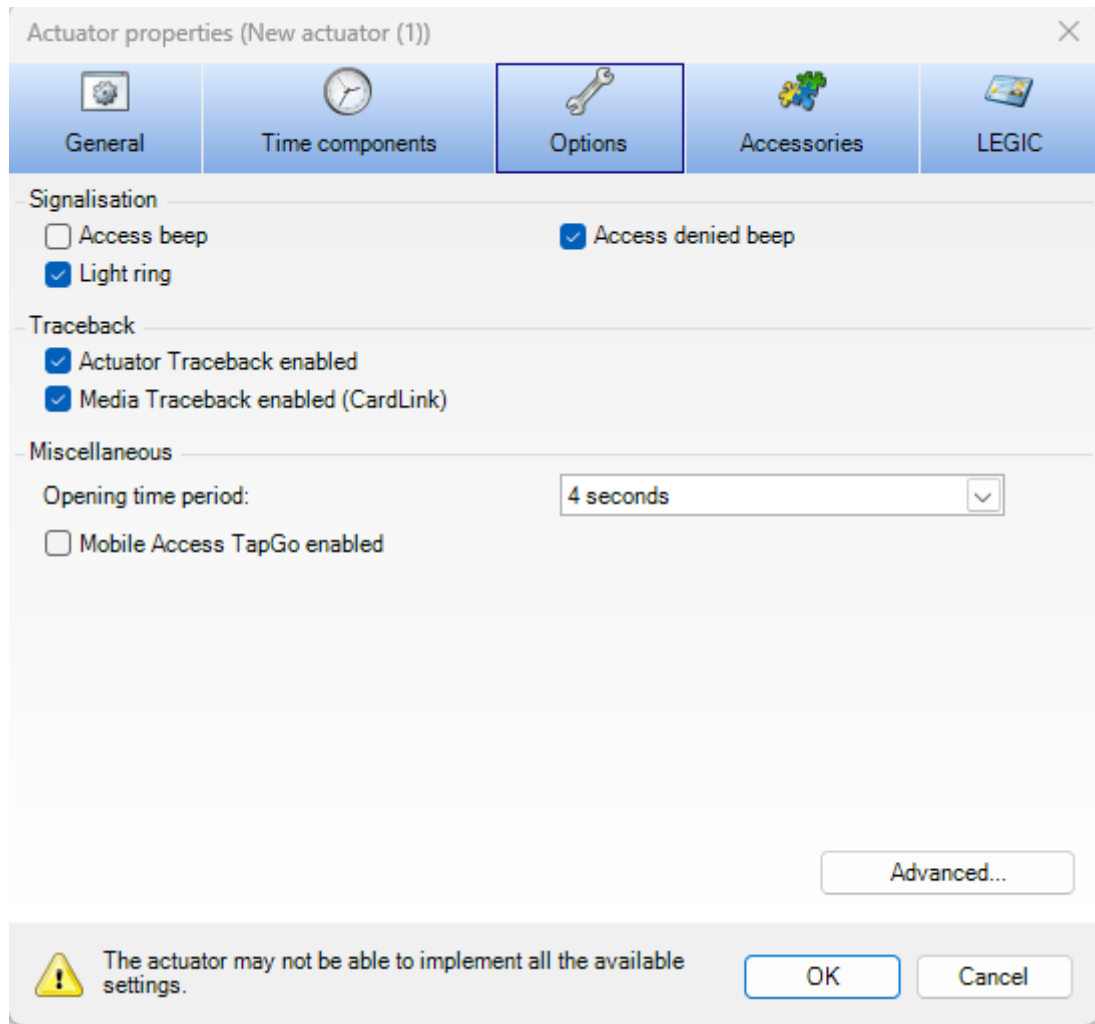 Actuator properties (New actuator (1))
General
Time components
Options
Accessories
LEGIC
Signalisation
Access beep
Access denied beep
Light ring
Traceback
Actuator Traceback enabled
Media Traceback enabled (CardLink)
Miscellaneous
Opening time period:
4 seconds
Mobile Access TapGo enabled
Advanced...
The actuator may not be able to implement all the available
settings.
OK
Cancel